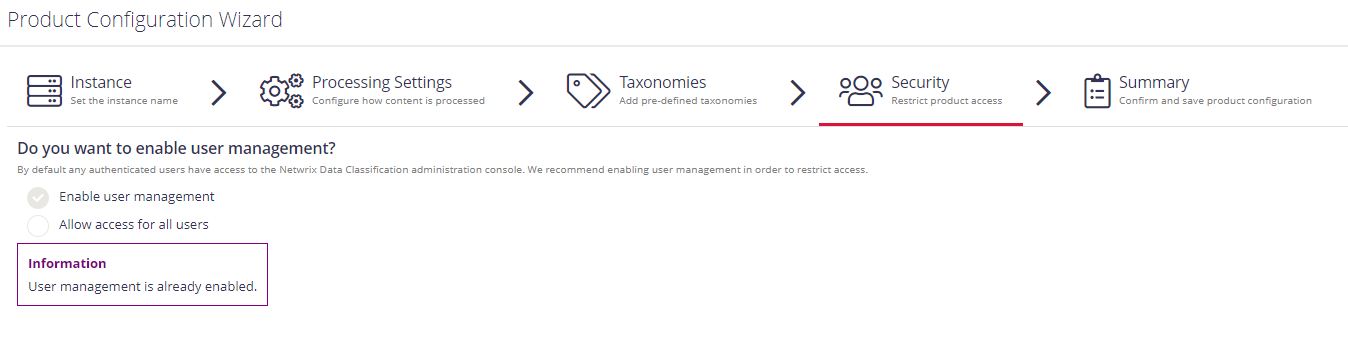 Product Configuration Wizard
Instance
Set the instance name
Processing Settings
Configure how content is processed
Taxonomies
Add pre-defined taxonomies
Security
Restrict product access
Summary
Confirm and save product configuration
Do you want to enable user management?
By default any authenticated users have access to the Netwrix Data Classification administration console. We recommend enabling user management in order to restrict access.
Enable user management
Allow access for all users
Information
User management is already enabled.